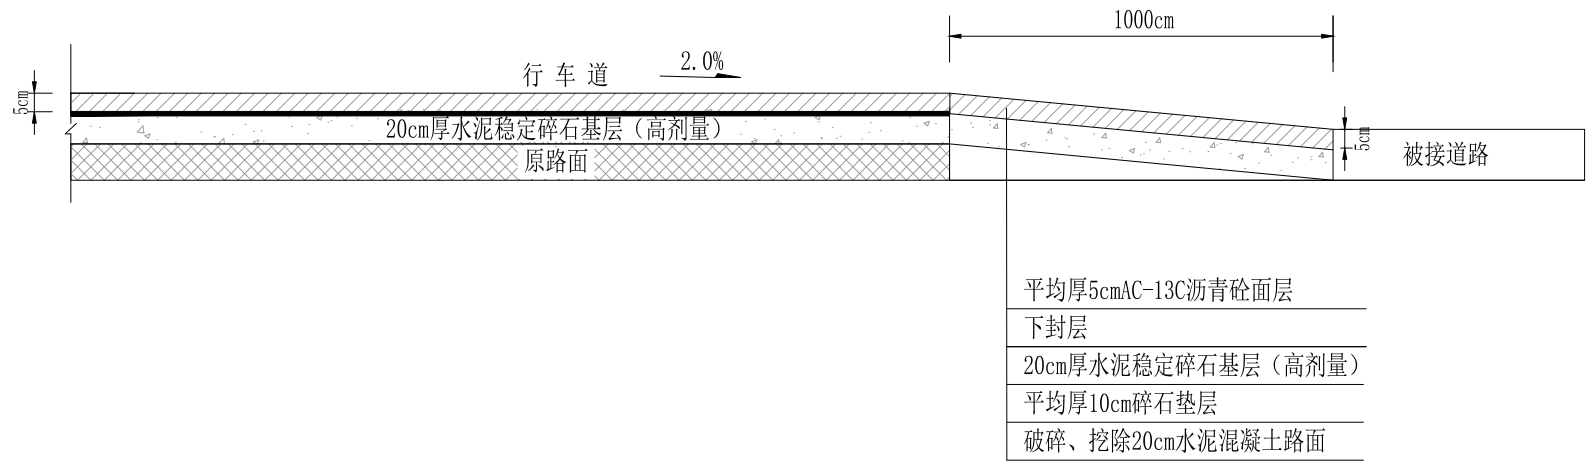 1000cm
2.0%
行 车 道
5cm
20cm厚水泥稳定碎石基层（高剂量）
原路面
5cm
被接道路
平均厚5cmAC-13C沥青砼面层
下封层
20cm厚水泥稳定碎石基层（高剂量）
平均厚10cm碎石垫层
破碎、挖除20cm水泥混凝土路面